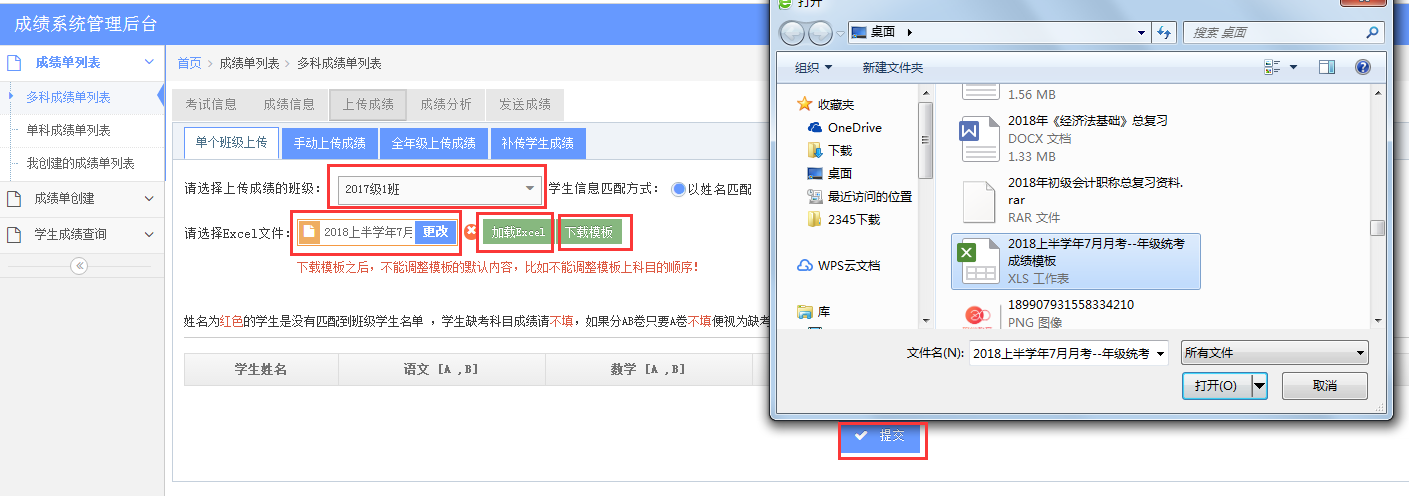 成绩系统管理后台
成绩单列表
多科成绩单列表
单科成绩单列表
我创建的成绩单列表
成绩单创建
学生成绩查询
首页 > 成绩单列表 > 多科成绩单列表
考试信息 成绩信息 上传成绩 成绩分析 发送成绩
单个班级上传 手动上传成绩 全年级上传成绩 补传学生成绩
请选择上传成绩的班级： 2017级1班 学生信息匹配方式： 以姓名匹配
请选择Excel文件： 2018上半学年7月 更改 加载Excel 下载模板
下载模板之后，不能调整模板的默认内容，比如不能调整模板上科目的顺序！
姓名为红色的学生是没有匹配到班级学生名单 ，学生缺考科目成绩请不填，如果分AB卷只要A卷不填便视为缺考
学生姓名 语文 [A ,B] 数学 [A ,B]
提交
打开
桌面
搜索 桌面
组织 新建文件夹
收藏夹
OneDrive
下载
桌面
最近访问的位置
2345下载
WPS云文档
库
1.56 MB
2018年《经济法基础》总复习
DOCX 文档
1.33 MB
2018年初级会计职称总复习资料.
rar
RAR 文件
2018上半学年7月月考--年级统考
成绩模板
XLS 工作表
189907931558334210
PNG 图像
文件名(N): 2018上半学年7月月考--年级统考 所有文件
打开(O) 取消